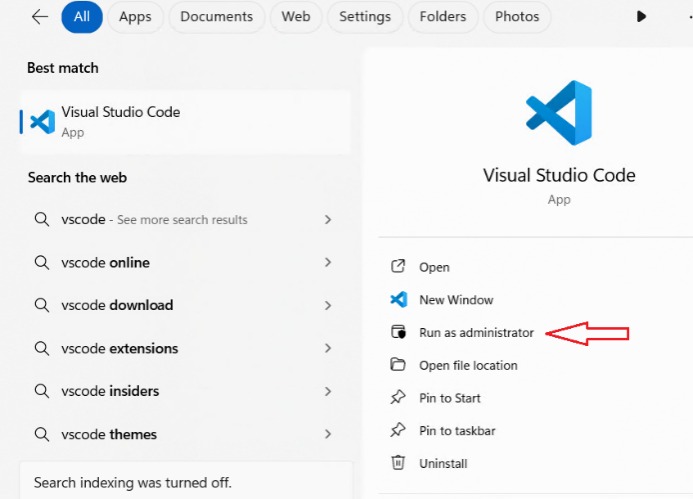 All Apps Documents Web Settings Folders Photos
Best match
Visual Studio Code
App
Search the web
vscode - See more search results
vscode online
vscode download
vscode extensions
vscode insiders
vscode themes
Search indexing was turned off.
Visual Studio Code
App
Open
New Window
Run as administrator
Open file location
Pin to Start
Pin to taskbar
Uninstall